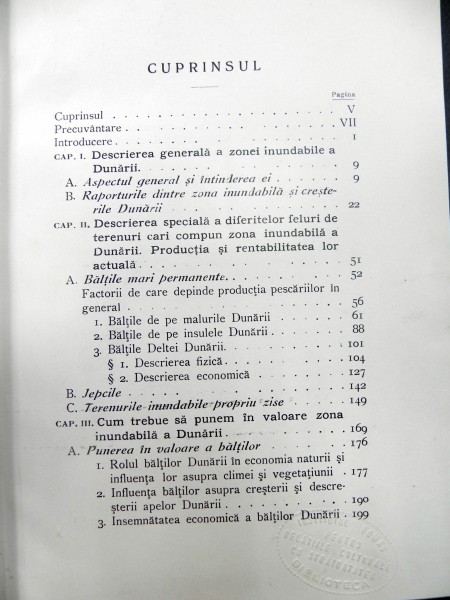 CUPRINSUL
Pagina
Cuprinsul . . . . . . . . . . . . . . . V
Precuvântare . . . . . . . . . . . . . . VII
Introducere . . . . . . . . . . . . . . 1
CAP. I. Descrierea generală a zonei inundabile a
Dunării. . . . . . . . . . . . . . 9
A. Aspectul general și întinderea ei . . . . . 9
B. Raporturile dintre zona inundabilă și crește-
rile Dunării . . . . . . . . . . . . 22
CAP. II. Descrierea specială a diferitelor feluri de
terenuri cari compun zona inundabilă a
Dunării. Producția și rentabilitatea lor
actuală . . . . . . . . . . . . . . 51
A. Bălțile mari permanente. . . . . . . . . 52
Factorii de care depinde producția pescăriilor în
general . . . . . . . . . . . . . . 56
1. Bălțile de pe malurile Dunării . . . . . 61
2. Bălțile de pe insulele Dunării . . . . . 88
3. Bălțile Deltei Dunării. . . . . . . . . 101
§ 1. Descrierea fizică . . . . . . . . 104
§ 2. Descrierea economică . . . . . . 127
B. Jepcile . . . . . . . . . . . . . . . 142
C. Terenurile inundabile propriu zise . . . . 149
CAP. III. Cum trebue să punem în valoare zona
inundabilă a Dunării . . . . . . . . . 169
A. Punerea în valoare a bălților . . . . . . 176
1. Rolul bălților Dunării în economia naturii și
influența lor asupra climei și vegetațiunii . 177
2. Influența bălților asupra creșterii și descre-
șterii apelor Dunării . . . . . . . . . 190
3. Însemnătatea economică a bălților Dunării . 199
BIBLIOTECA